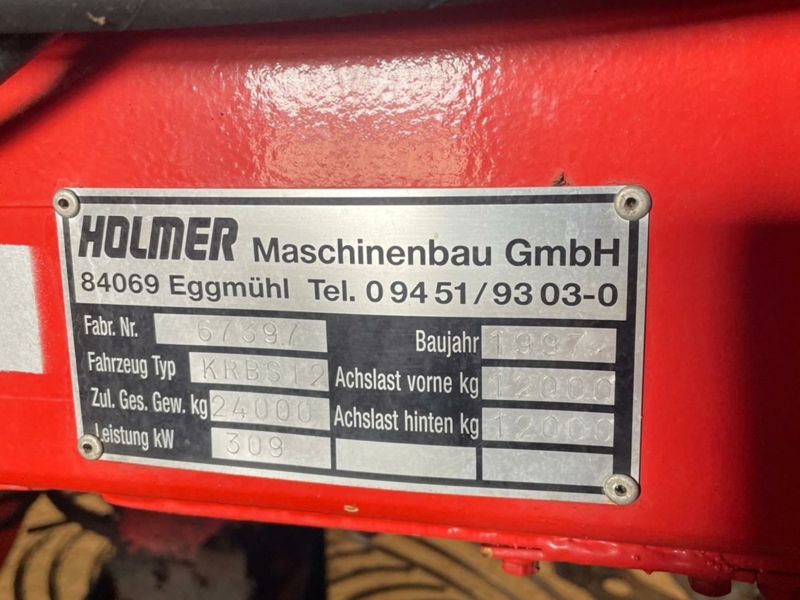 HOLMER Maschinenbau GmbH
84069 Eggmühl Tel. 0 94 51/93 03-0
Fabr. Nr. 67397 Baujahr 1997
Fahrzeug Typ KRBS12 Achslast vorne kg 12000
Zul. Ges. Gew. kg 24000 Achslast hinten kg 12000
Leistung kW 309